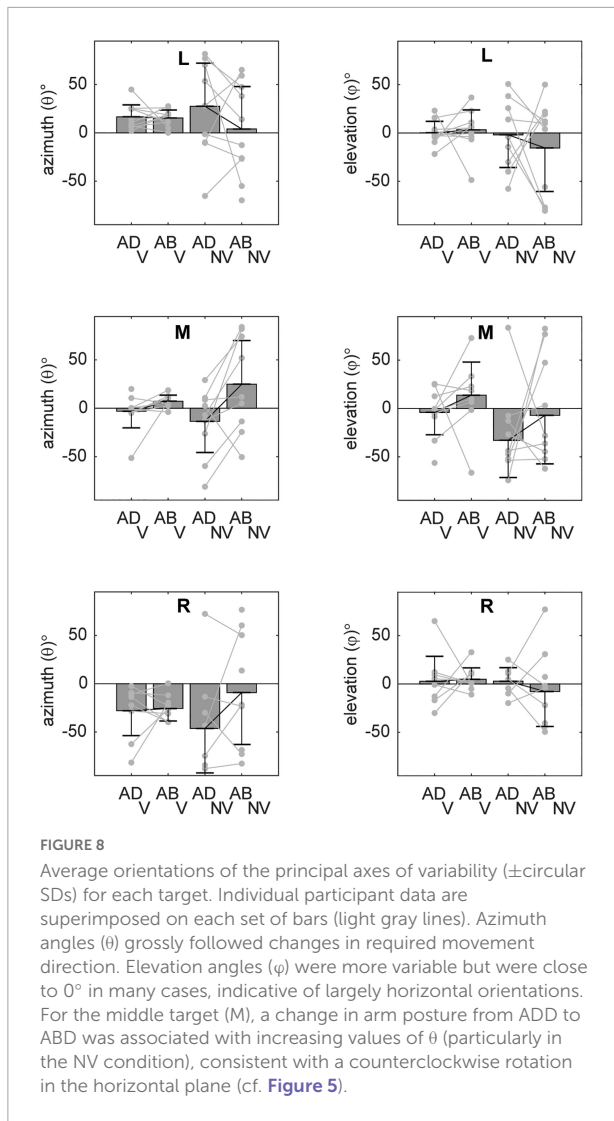 L
azimuth (θ)°
50
0
-50
AD AB AD AB
V V NV NV
L
elevation (φ)°
50
0
-50
AD AB AD AB
V V NV NV
M
azimuth (θ)°
50
0
-50
AD AB AD AB
V V NV NV
M
elevation (φ)°
50
0
-50
AD AB AD AB
V V NV NV
R
azimuth (θ)°
50
0
-50
AD AB AD AB
V V NV NV
R
elevation (φ)°
50
0
-50
AD AB AD AB
V V NV NV
FIGURE 8
Average orientations of the principal axes of variability (±circular
SDs) for each target. Individual participant data are
superimposed on each set of bars (light gray lines). Azimuth
angles (θ) grossly followed changes in required movement
direction. Elevation angles (φ) were more variable but were close
to 0° in many cases, indicative of largely horizontal orientations.
For the middle target (M), a change in arm posture from ADD to
ABD was associated with increasing values of θ (particularly in
the NV condition), consistent with a counterclockwise rotation
in the horizontal plane (cf. Figure 5).